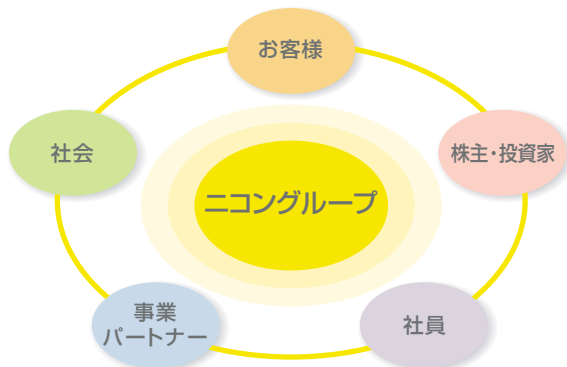 お客様
社会
株主・投資家
ニコングループ
事業
パートナー
社員